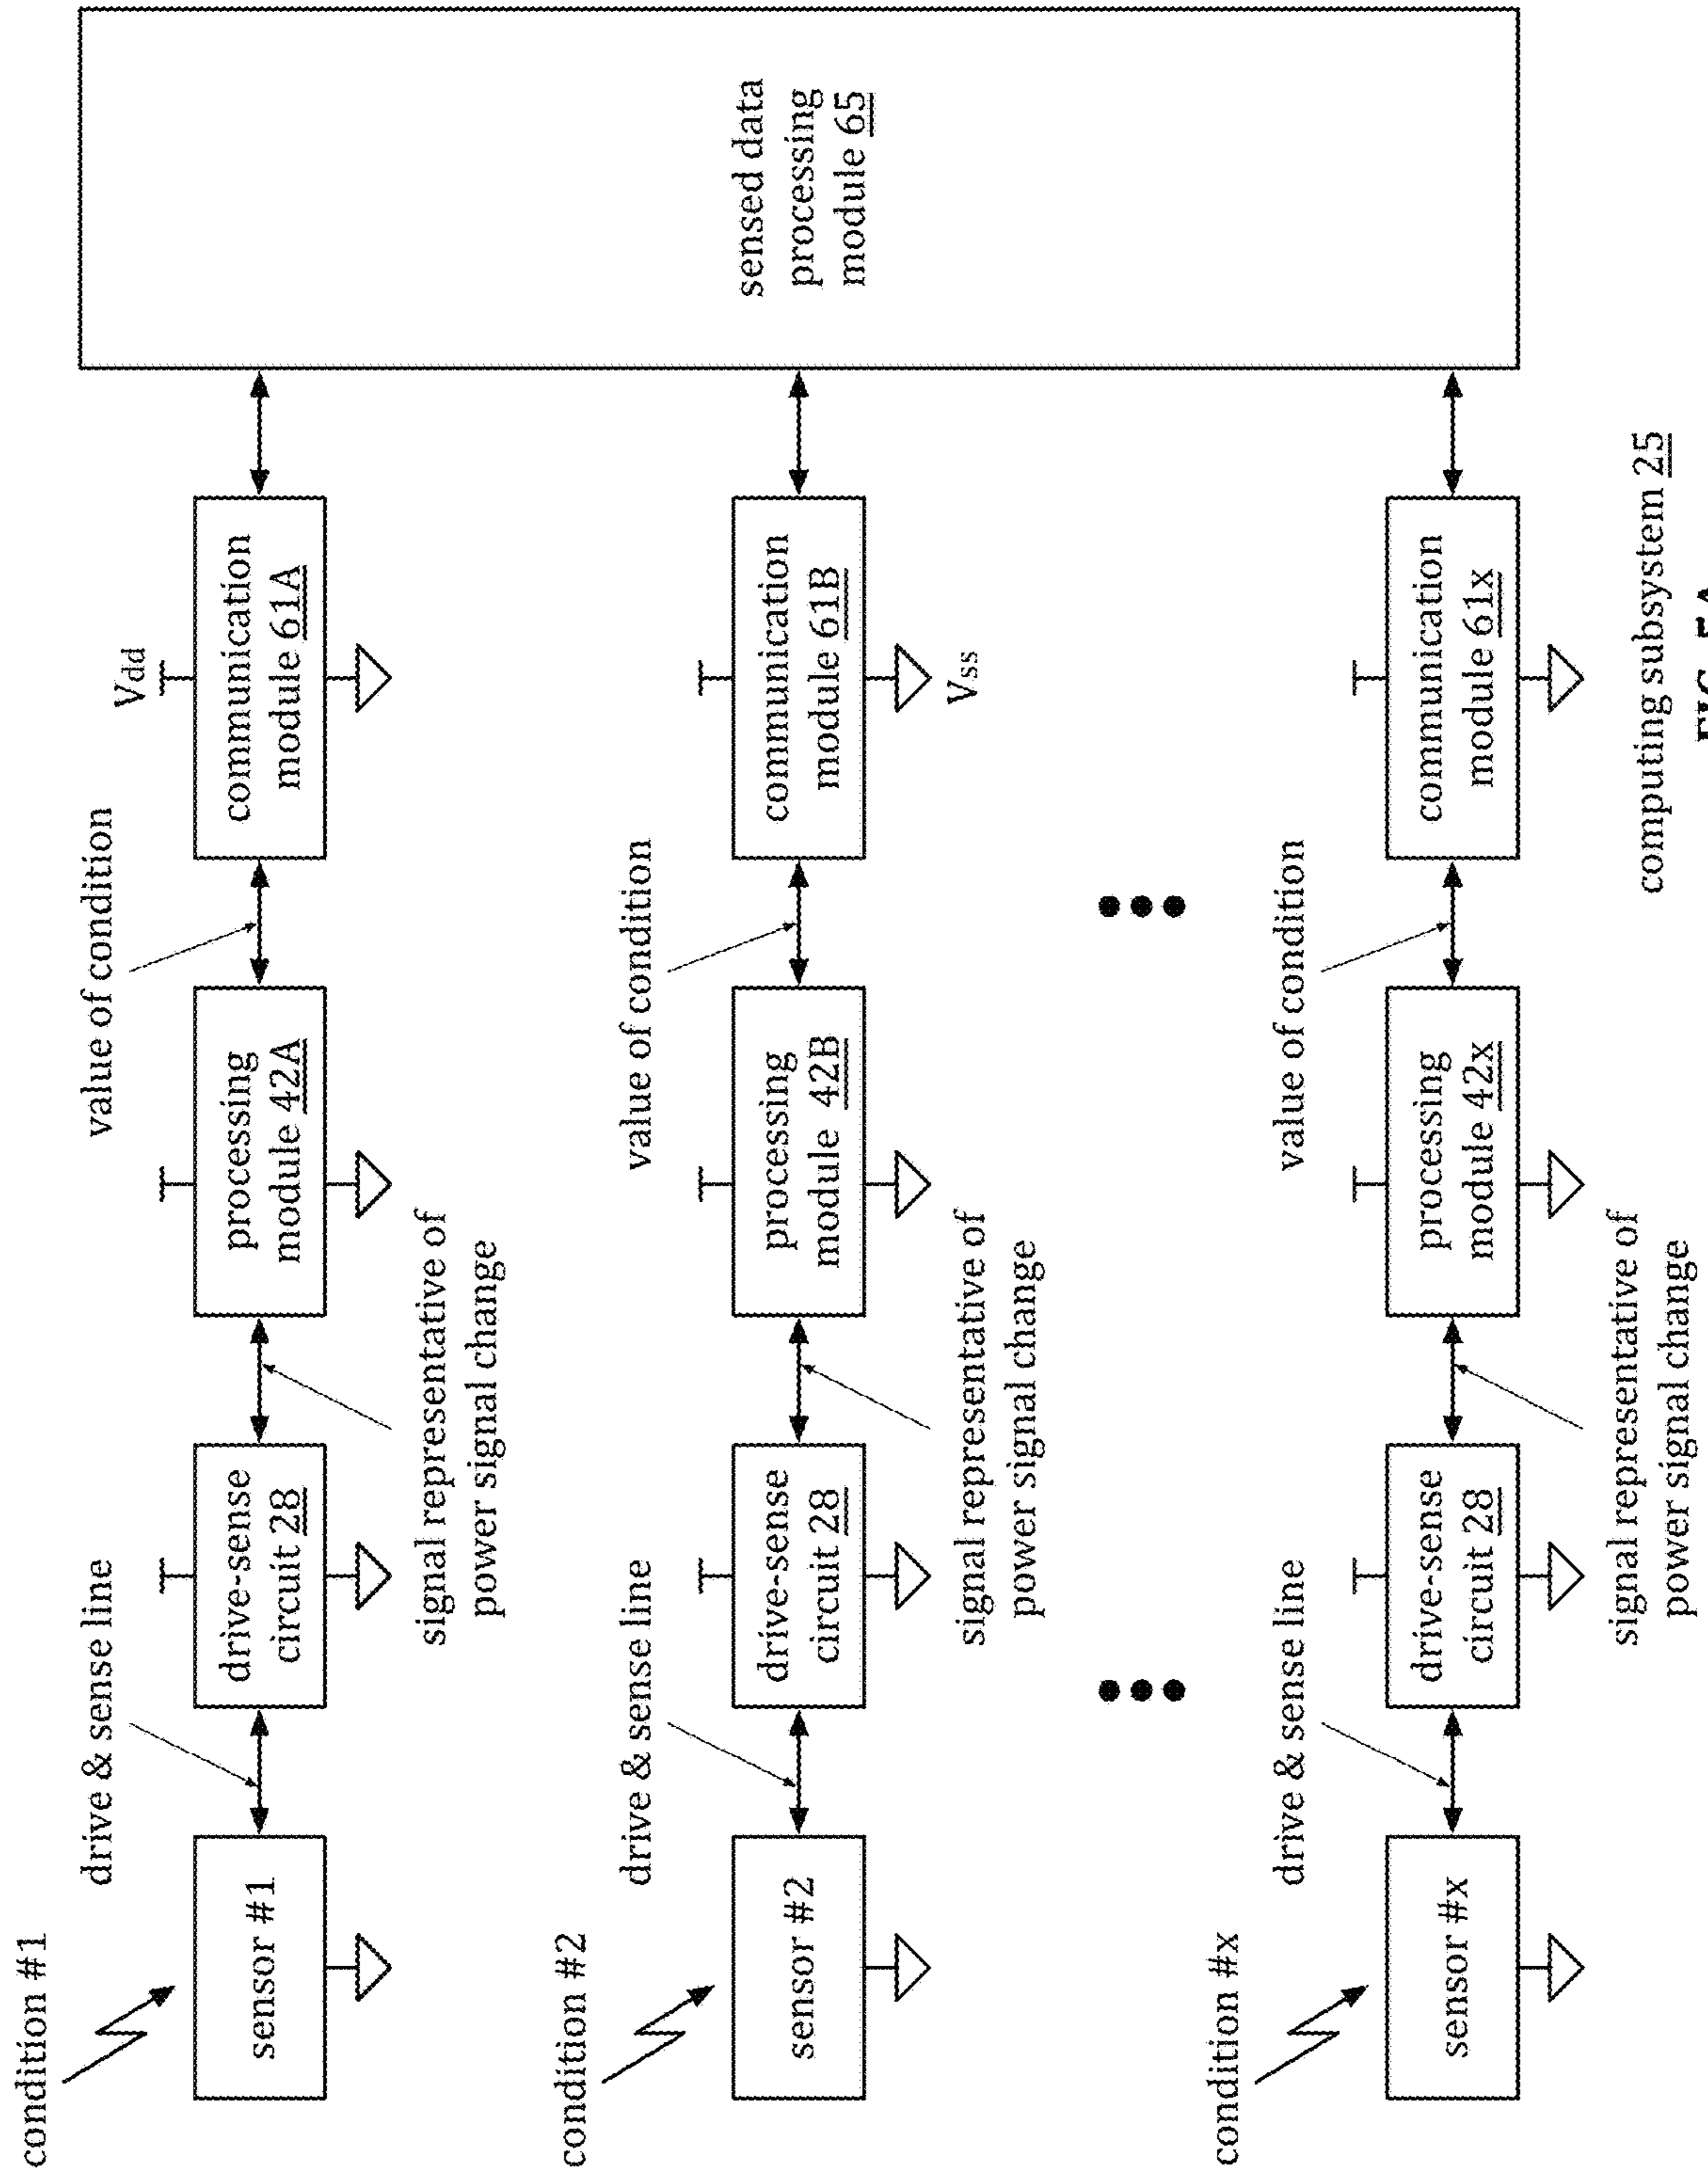 condition #1
drive & sense line
value of condition
Vdd
sensor #1
drive-sense
circuit 28
processing
module 42A
communication
module 61A
signal representative of
power signal change
condition #2
drive & sense line
value of condition
sensor #2
drive-sense
circuit 28
processing
module 42B
communication
module 61B
Vss
signal representative of
power signal change
sensed data
processing
module 65
condition #x
drive & sense line
value of condition
sensor #x
drive-sense
circuit 28
processing
module 42x
communication
module 61x
signal representative of
power signal change
computing subsystem 25
FIG. 5A